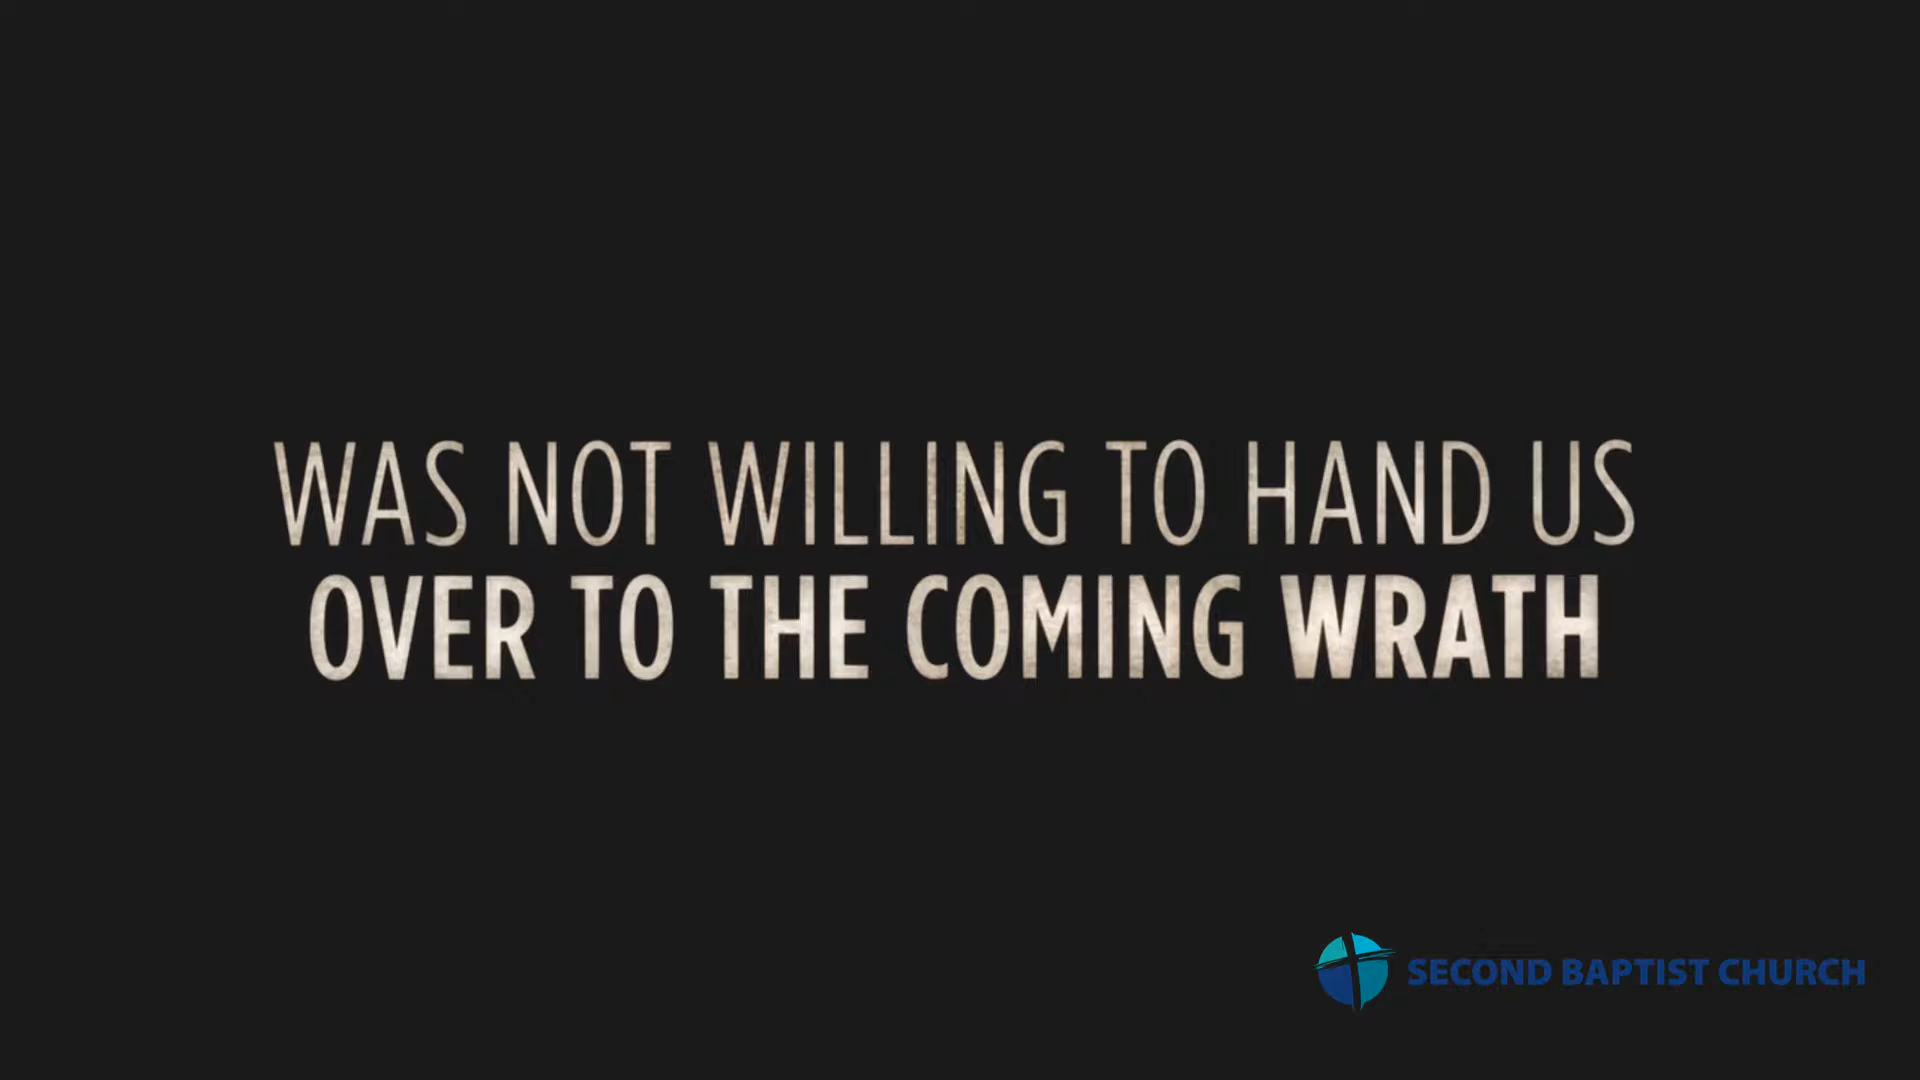 WAS NOT WILLING TO HAND US
OVER TO THE COMING WRATH
SECOND BAPTIST CHURCH